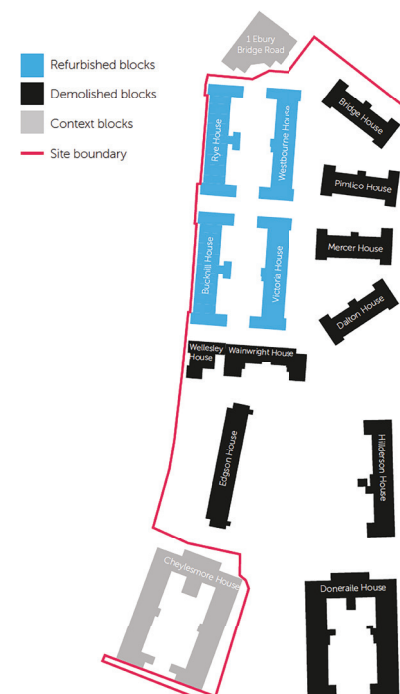 1 Ebury
Bridge Road
Refurbished blocks
Demolished blocks
Context blocks
Site boundary
Rye House
Westbourne House
Bridge House
Pimlico House
Bucknill House
Victoria House
Mercer House
Dalton House
Wellesley
House
Wainwright House
Edgson House
Hillersdon House
Cheylesmore House
Doneraile House